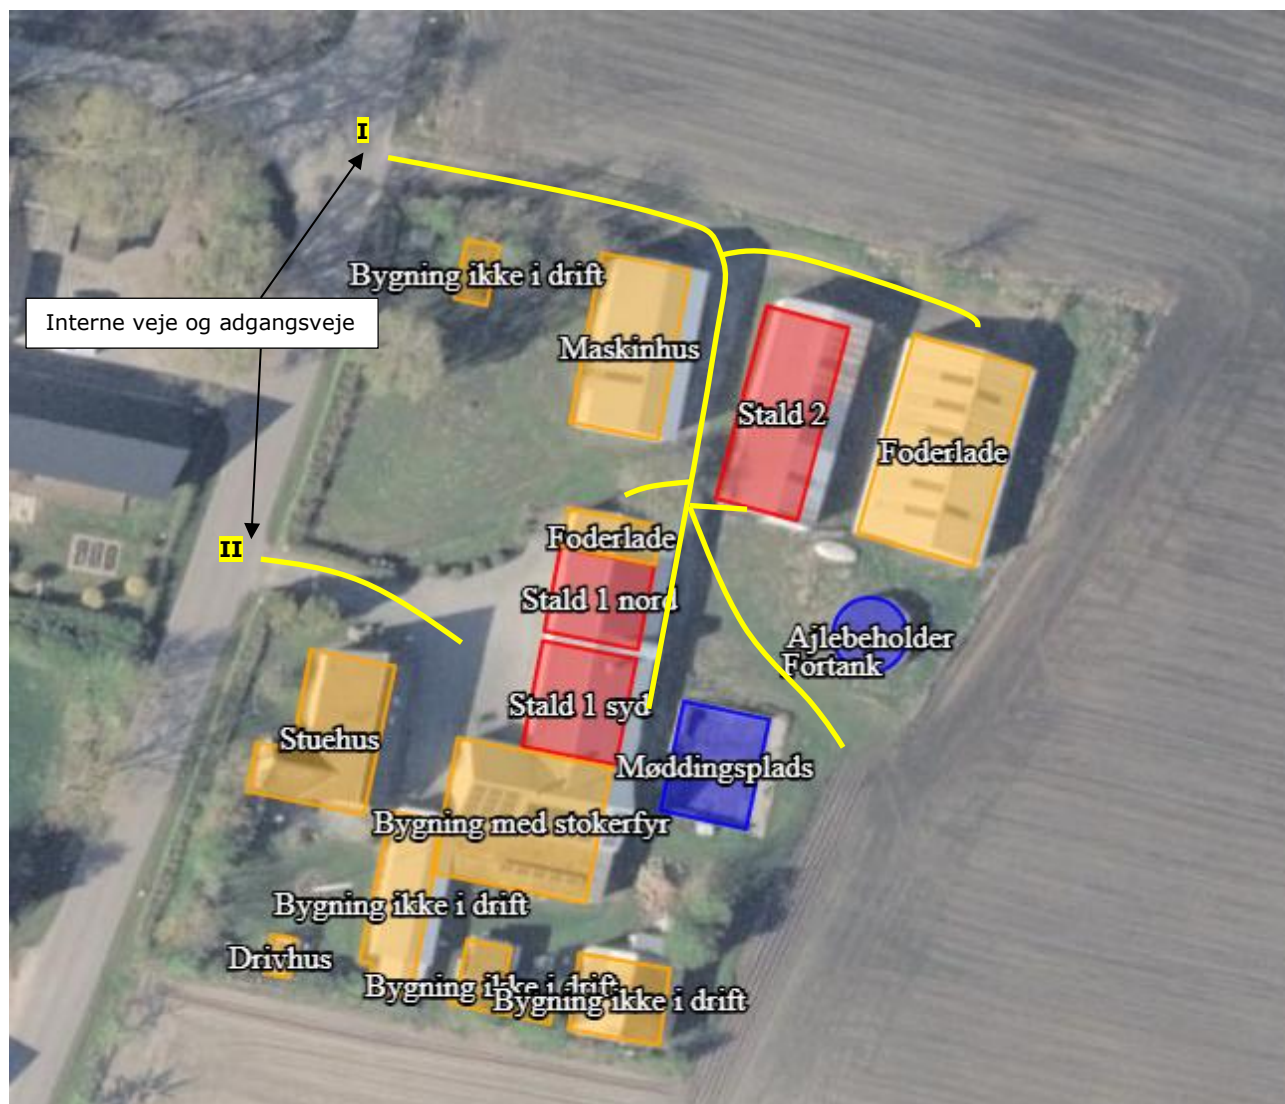 I
Bygning ikke i drift
Interne veje og adgangsveje
Maskinhus
Stald 2
Foderlade
Foderlade
II
Stald 1 nord
Ajlebeholder
Fortank
Stald 1 syd
Stuehus
Møddingsplads
Bygning med stokerfyr
Bygning ikke i drift
Drivhus
Bygning ikke i drift
Bygning ikke i drift